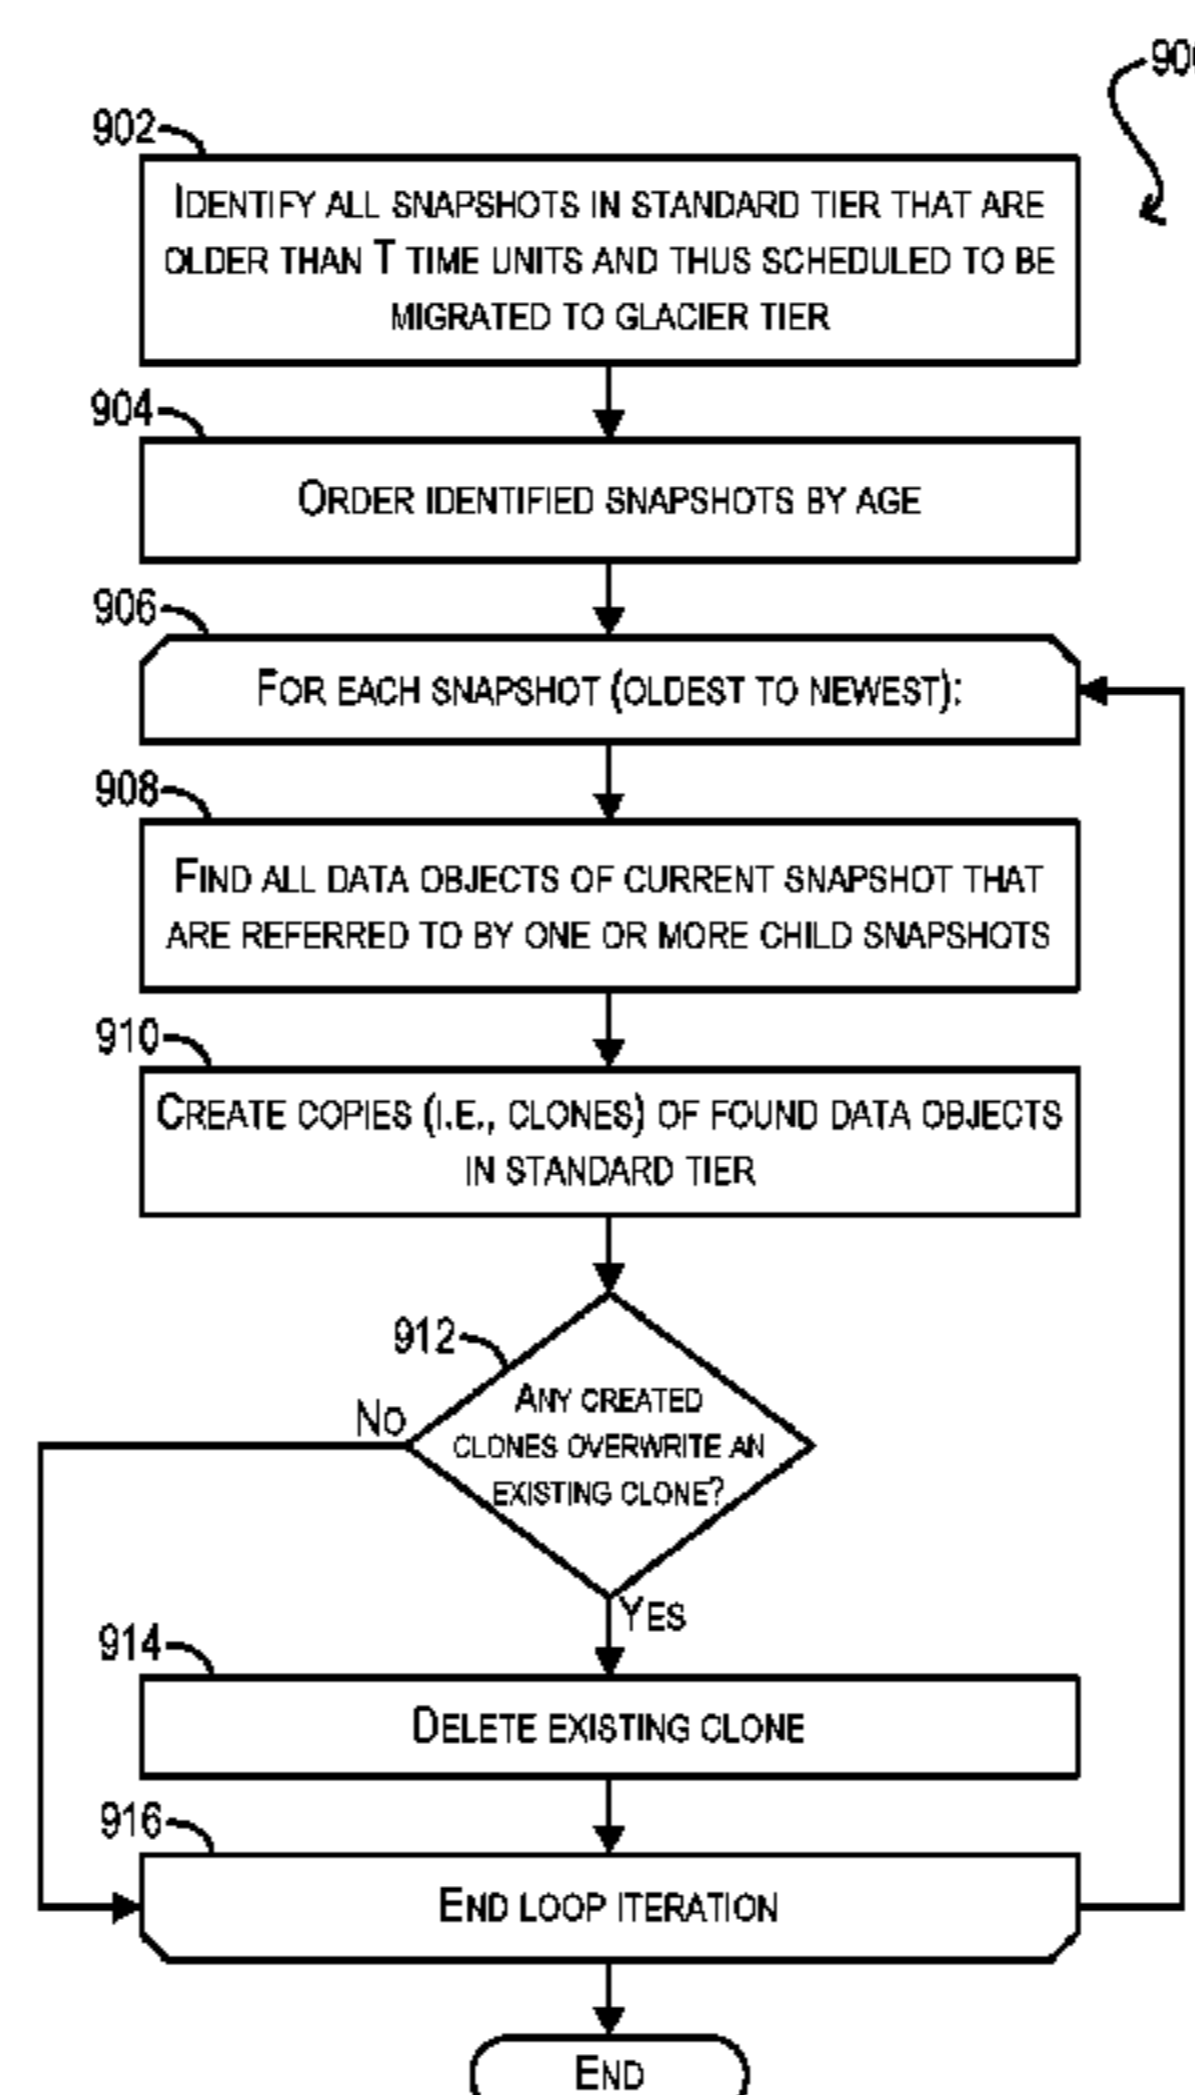 900
902
IDENTIFY ALL SNAPSHOTS IN STANDARD TIER THAT ARE
OLDER THAN T TIME UNITS AND THUS SCHEDULED TO BE
MIGRATED TO GLACIER TIER
904
ORDER IDENTIFIED SNAPSHOTS BY AGE
906
FOR EACH SNAPSHOT (OLDEST TO NEWEST):
908
FIND ALL DATA OBJECTS OF CURRENT SNAPSHOT THAT
ARE REFERRED TO BY ONE OR MORE CHILD SNAPSHOTS
910
CREATE COPIES (I.E., CLONES) OF FOUND DATA OBJECTS
IN STANDARD TIER
912
ANY CREATED
CLONES OVERWRITE AN
EXISTING CLONE?
NO
YES
914
DELETE EXISTING CLONE
916
END LOOP ITERATION
END